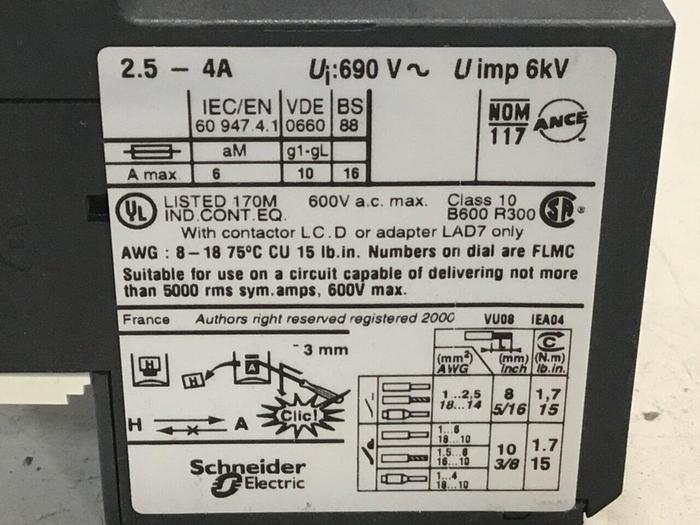 2.5 – 4A Ui:690 V~ U imp 6kV
IEC/EN VDE BS
60 947.4.1 0660 88
aM g1-gL
A max 6 10 16
NOM
117
ANCE
UL LISTED 170M 600V a.c. max. Class 10
IND.CONT.EQ. B600 R300
SA
With contactor LC.D or adapter LAD7 only
AWG : 8–18 75°C CU 15 lb.in. Numbers on dial are FLMC
Suitable for use on a circuit capable of delivering not more
than 5000 rms sym.amps, 600V max.
France Authors right reserved registered 2000 VU08 IEA04
3 mm
H H A
Clic!
H A
Schneider
Electric
(mm²) (mm) (N.m)
AWG inch lb.in.
1...2,5 8 1,7
18...14 5/16 15
1...6
18...10
1.5...6 10 1.7
16...10 3/8 15
1...4
18...10